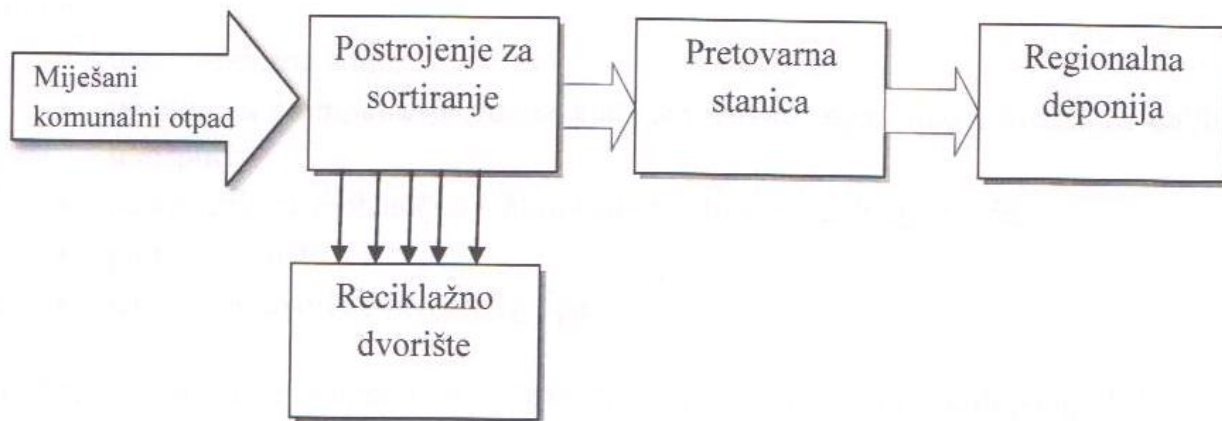 Miješani
komunalni otpad
Postrojenje za
sortiranje
Pretovarna
stanica
Regionalna
deponija
Reciklažno
dvorište